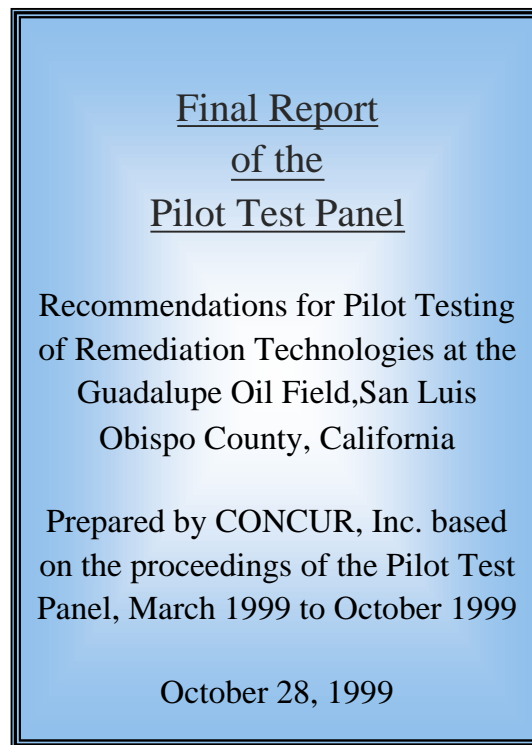 Final Report
of the
Pilot Test Panel
Recommendations for Pilot Testing
of Remediation Technologies at the
Guadalupe Oil Field,San Luis
Obispo County, California
Prepared by CONCUR, Inc. based
on the proceedings of the Pilot Test
Panel, March 1999 to October 1999
October 28, 1999